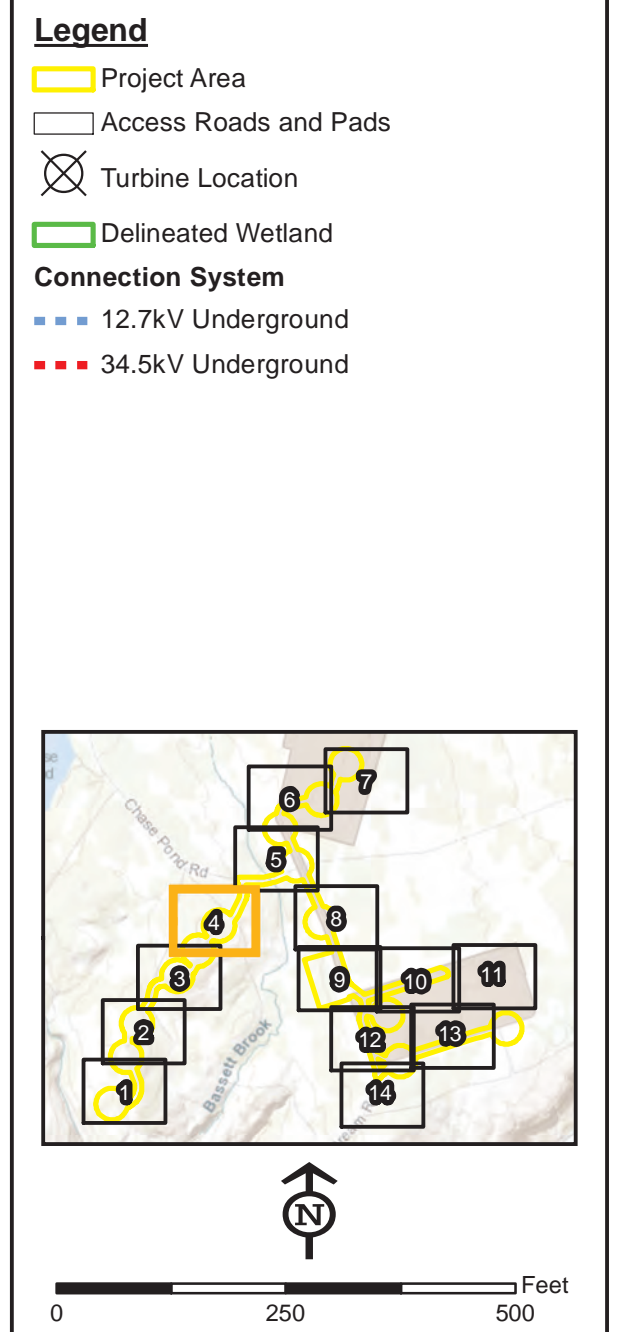 Legend
Project Area
Access Roads and Pads
Turbine Location
Delineated Wetland
Connection System
12.7kV Underground
34.5kV Underground
7
6
Chase Pond Rd
5
4
8
3
9
10
11
2
12
13
Bassett Brook
1
14
N
Feet
0 250 500